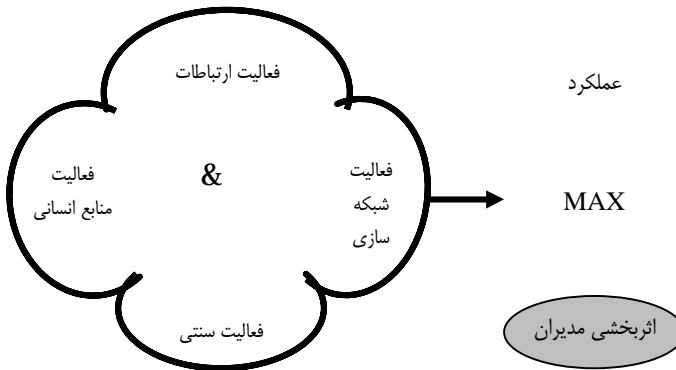 فعالیت ارتباطات
عملکرد
فعالیت
شبکه
سازی
&
فعالیت
منابع انسانی
MAX
فعالیت سنتی
اثربخشی مدیران